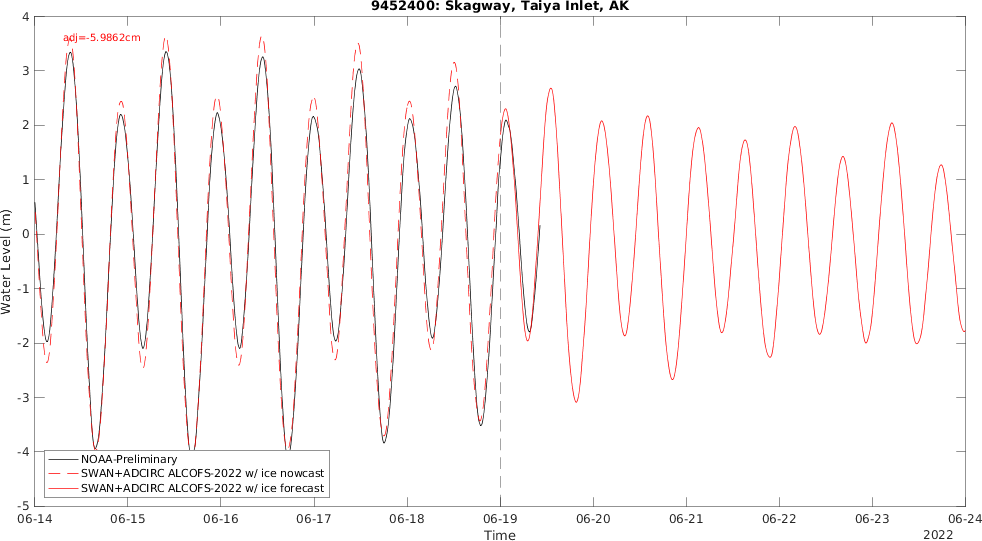 9452400: Skagway, Taiya Inlet, AK
adj=-5.9862cm
4
3
2
1
0
-1
-2
-3
-4
-5
Water Level (m)
NOAA-Preliminary
SWAN+ADCIRC ALCOFS-2022 w/ ice nowcast
SWAN+ADCIRC ALCOFS-2022 w/ ice forecast
06-14 06-15 06-16 06-17 06-18 06-19 06-20 06-21 06-22 06-23 06-24
Time
2022